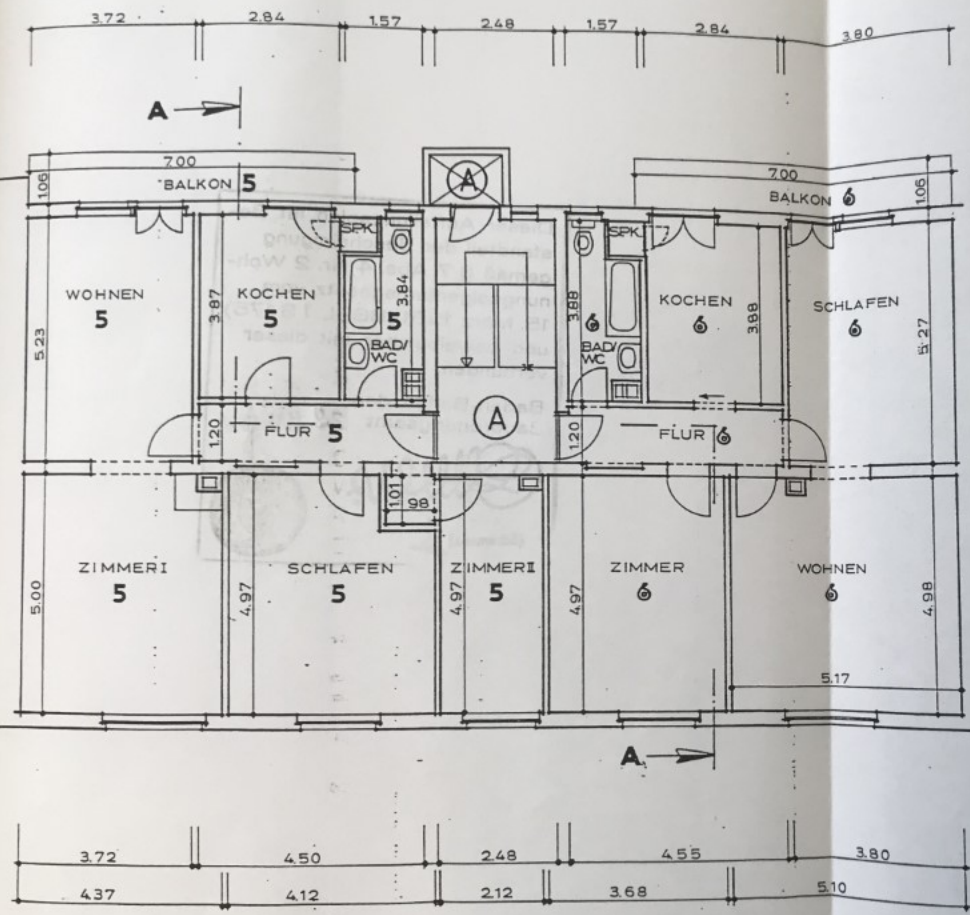 3.72 2.84 1.57 2.48 1.57 2.84 3.80
A
7.00 7.00
1.06 BALKON 5 A BALKON 6 1.06
SPK. SPK.
WOHNEN 5 KOCHEN 5 3.87 3.84 5 3.88 6 KOCHEN 6 3.88 SCHLAFEN 6
5.23 BAD/WC BAD/WC 5.27
1.20 FLUR 5 A 1.20 FLUR 6
1.01
98
ZIMMER I 5 SCHLAFEN 5 ZIMMER II 5 ZIMMER 6 WOHNEN 6
5.00 4.97 4.97 4.97 4.98
5.17
A.
3.72 4.50 2.48 4.55 3.80
4.37 4.12 2.12 3.68 5.10